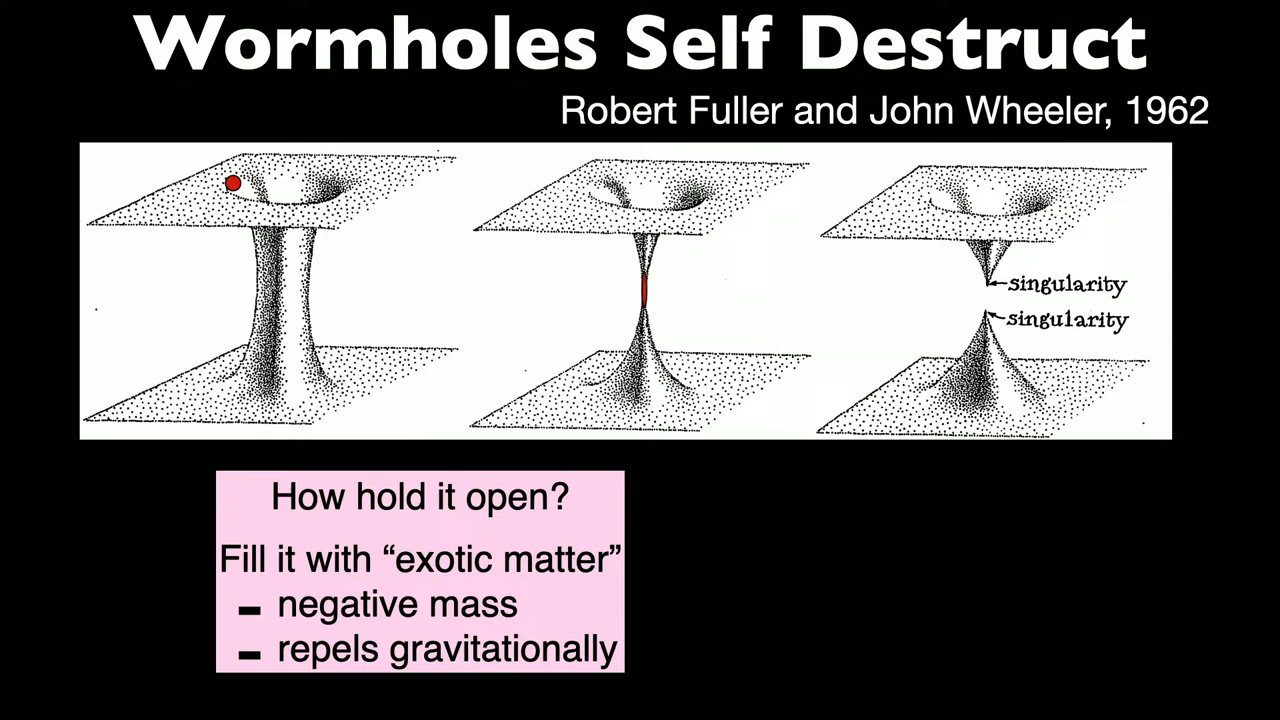 Wormholes Self Destruct
Robert Fuller and John Wheeler, 1962
singularity
singularity
How hold it open?
Fill it with “exotic matter”
- negative mass
- repels gravitationally